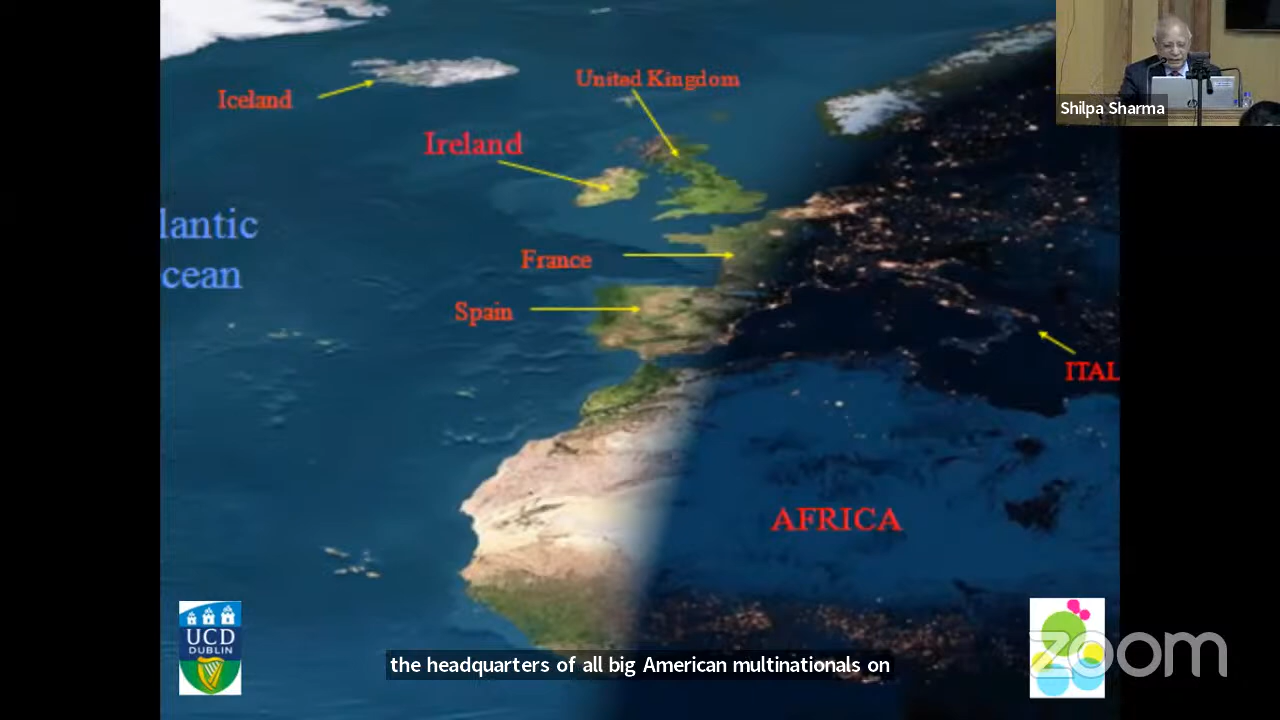 Shilpa Sharma
United Kingdom
Iceland
Ireland
lantic
cean
France
Spain
ITAL
AFRICA
UCD
DUBLIN
zoom
the headquarters of all big American multinationals on